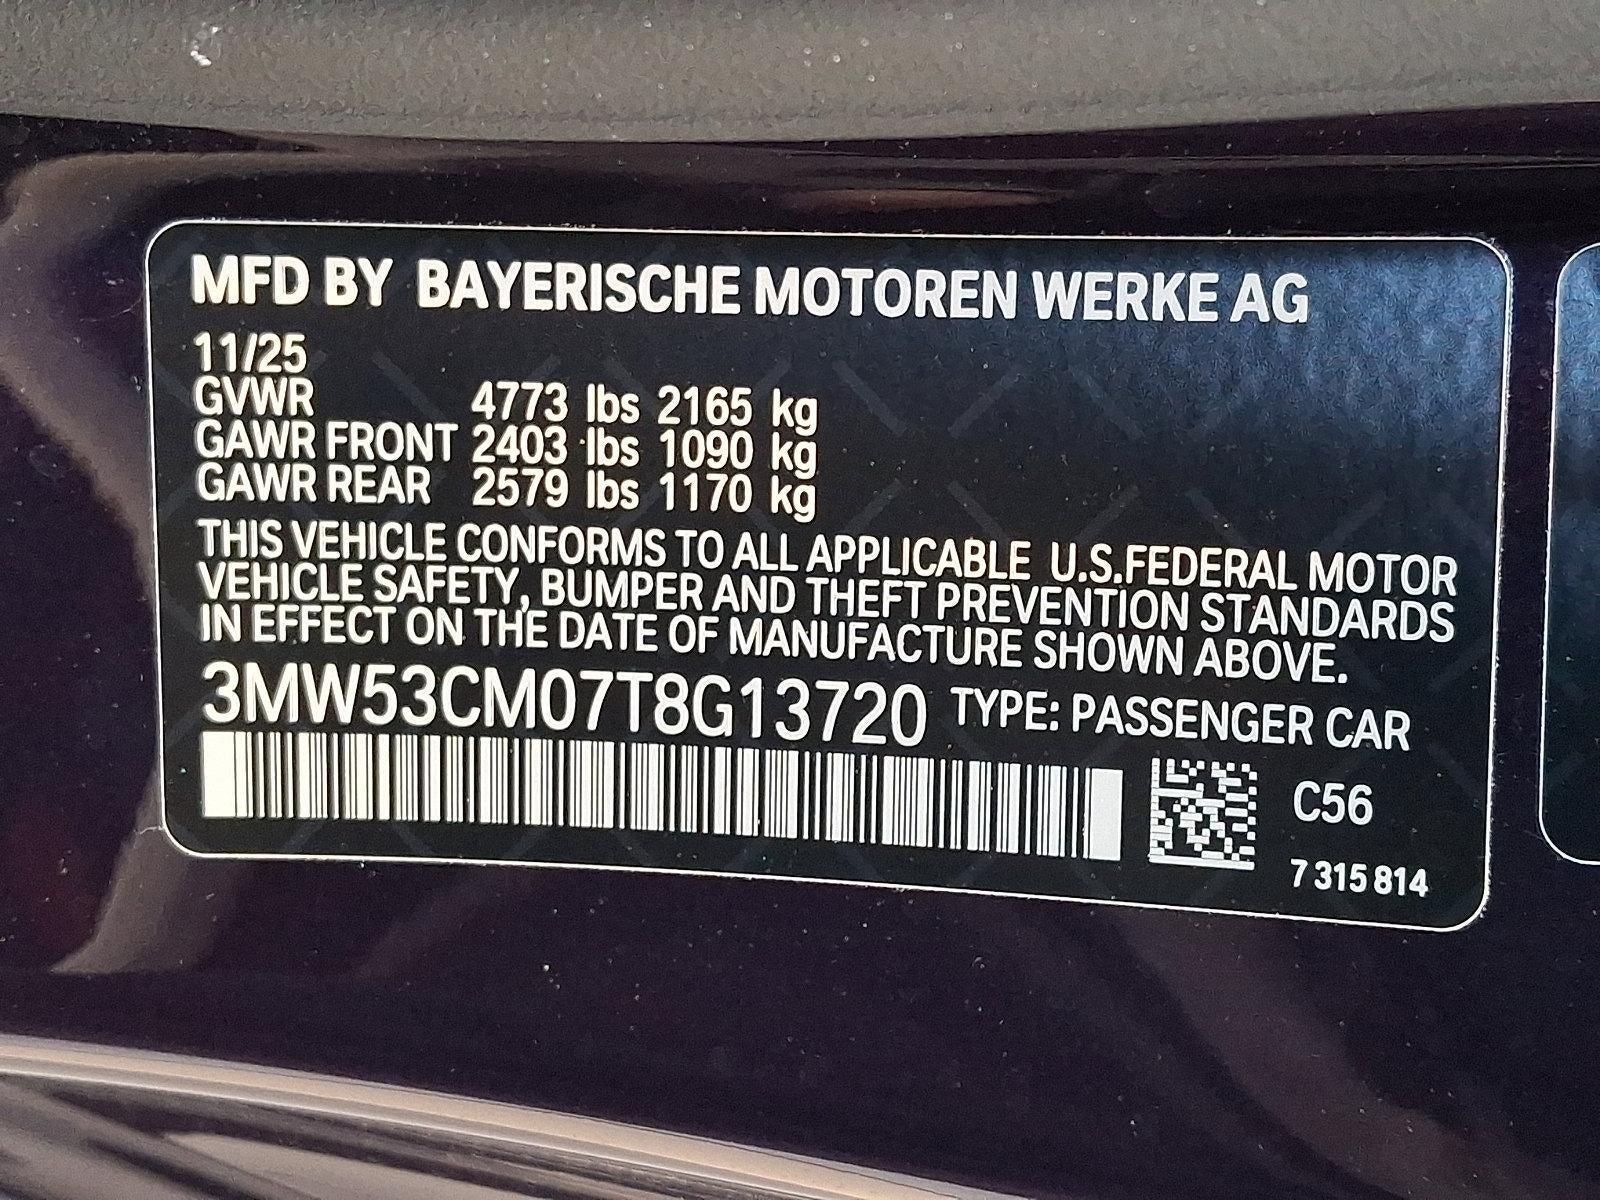 MFD BY BAYERISCHE MOTOREN WERKE AG
11/25
GVWR 4773 lbs 2165 kg
GAWR FRONT 2403 lbs 1090 kg
GAWR REAR 2579 lbs 1170 kg
THIS VEHICLE CONFORMS TO ALL APPLICABLE U.S.FEDERAL MOTOR
VEHICLE SAFETY, BUMPER AND THEFT PREVENTION STANDARDS
IN EFFECT ON THE DATE OF MANUFACTURE SHOWN ABOVE.
3MW53CM07T8G13720 TYPE: PASSENGER CAR
C56
7 315 814